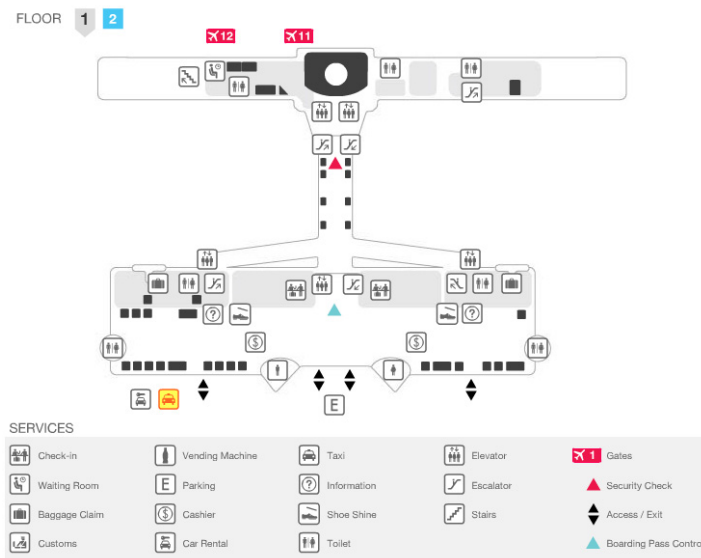 FLOOR 1 2
12 11
E
SERVICES
Check-in Vending Machine Taxi Elevator 1 Gates
Waiting Room E Parking ? Information Escalator Security Check
Baggage Claim $ Cashier Shoe Shine Stairs Access / Exit
Customs Car Rental Toilet Boarding Pass Contro